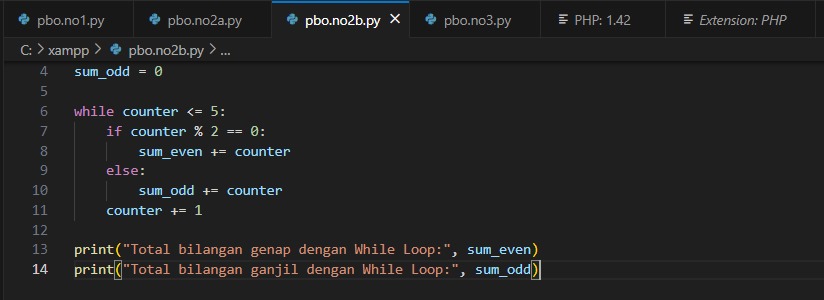 pbo.no1.py pbo.no2a.py pbo.no2b.py pbo.no3.py PHP: 1.42 Extension: PHP
C: > xampp > pbo.no2b.py > ...
4 sum_odd = 0
5
6 while counter <= 5:
7     if counter % 2 == 0:
8         sum_even += counter
9     else:
10         sum_odd += counter
11     counter += 1
12
13 print("Total bilangan genap dengan While Loop:", sum_even)
14 print("Total bilangan ganjil dengan While Loop:", sum_odd)